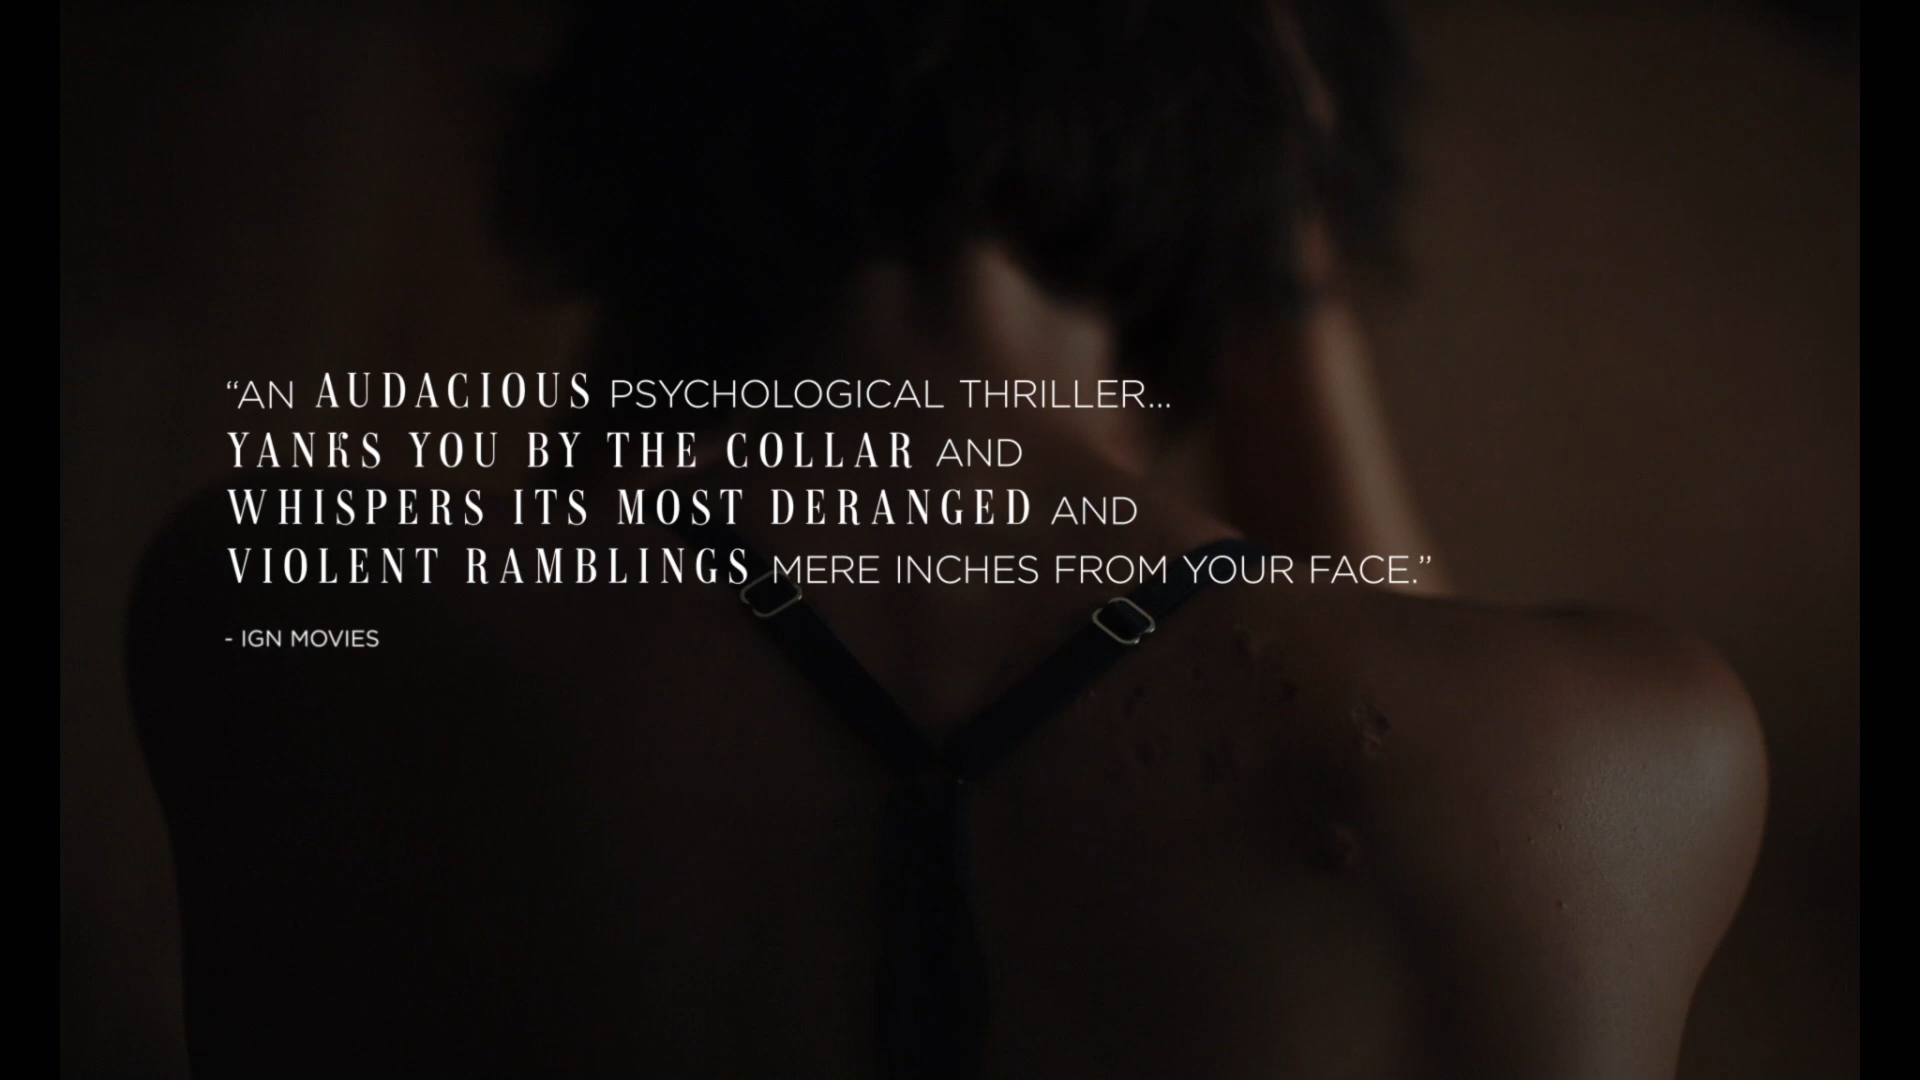 “AN AUDACIOUS PSYCHOLOGICAL THRILLER...
YANKS YOU BY THE COLLAR AND
WHISPERS ITS MOST DERANGED AND
VIOLENT RAMBLINGS MERE INCHES FROM YOUR FACE.”
- IGN MOVIES